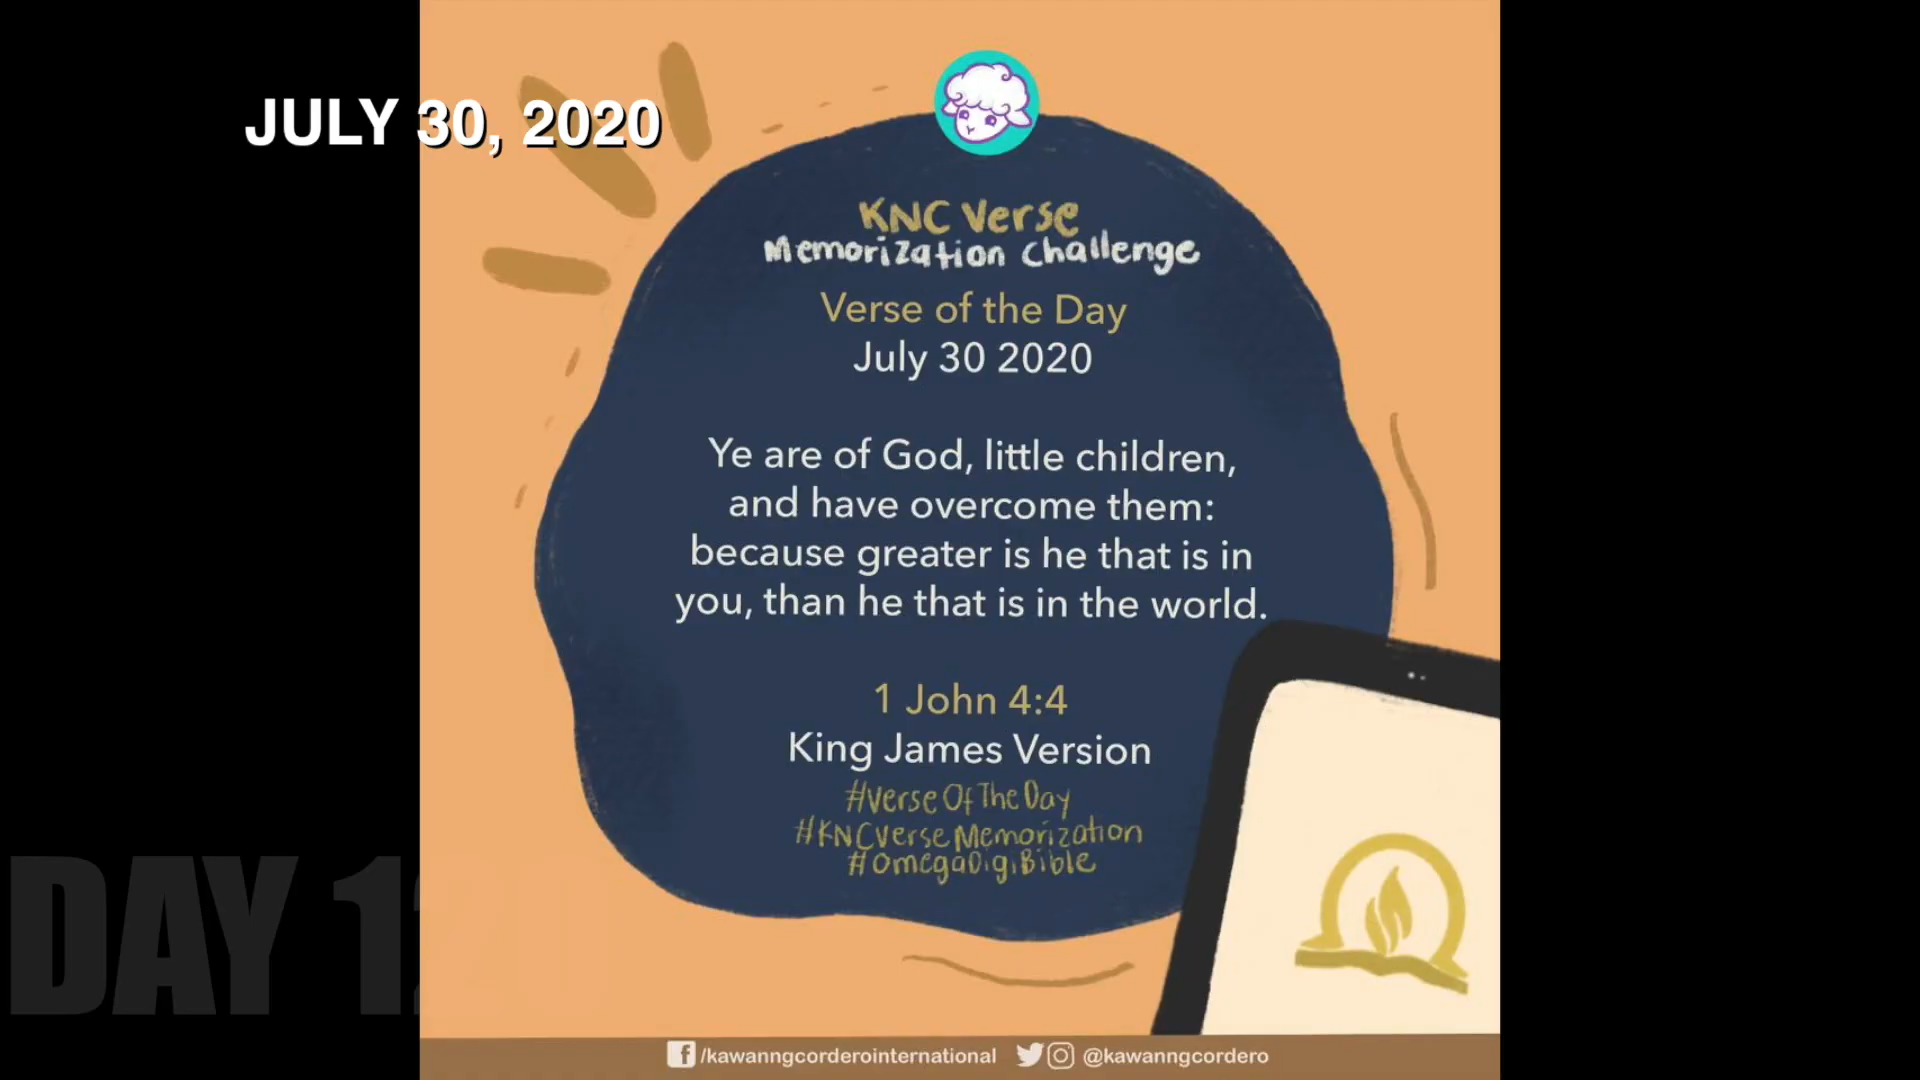 JULY 30, 2020
KNC Verse
Memorization Challenge
Verse of the Day
July 30 2020
Ye are of God, little children,
and have overcome them:
because greater is he that is in
you, than he that is in the world.
1 John 4:4
King James Version
#VerseOfTheDay
#KNCVerseMemorization
#OmegaDigiBible
DAY
/kawanngcorderointernational @kawanngcordero